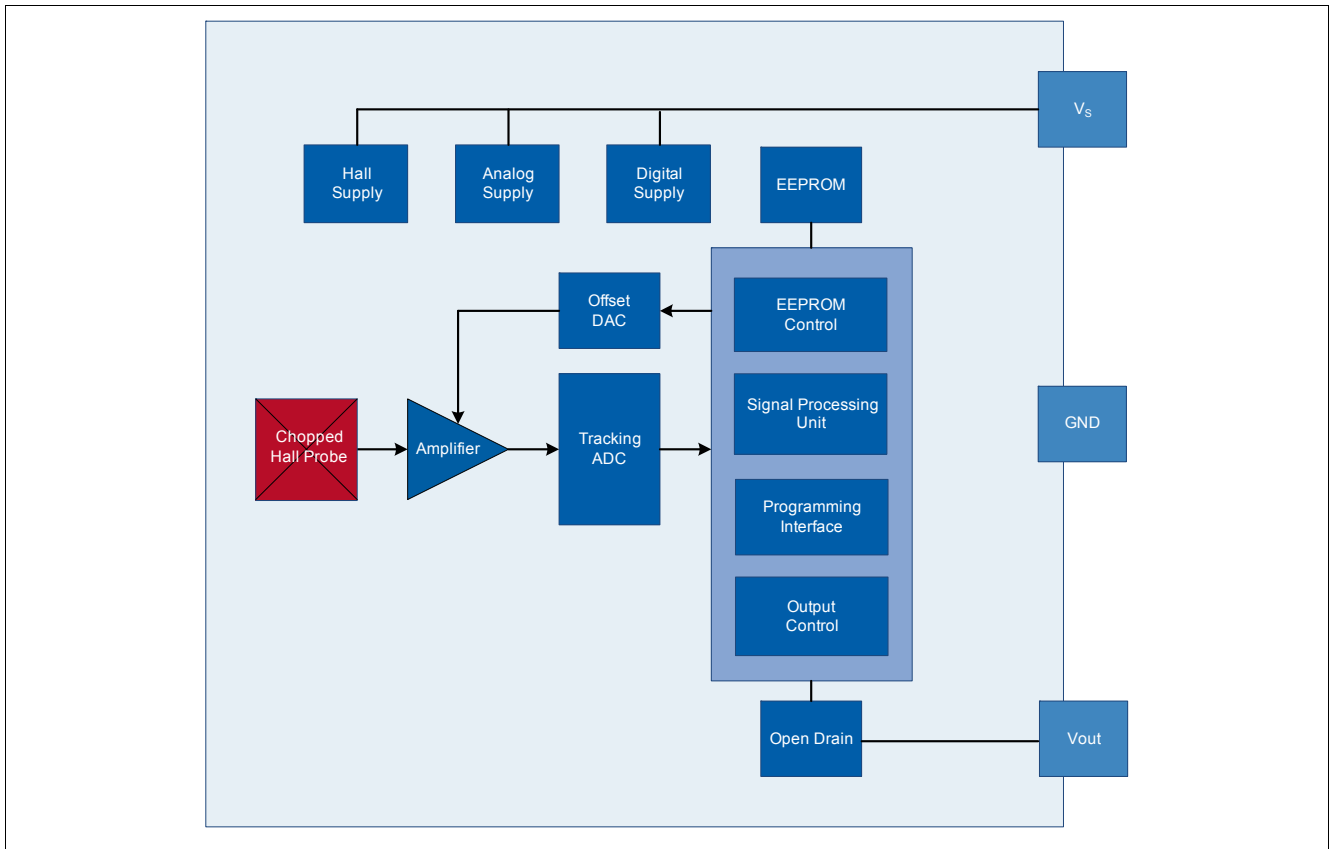 V_S
Hall
Supply
Analog
Supply
Digital
Supply
EEPROM
Offset
DAC
EEPROM
Control
Chopped
Hall Probe
Amplifier
Tracking
ADC
Signal Processing
Unit
GND
Programming
Interface
Output
Control
Open Drain
Vout